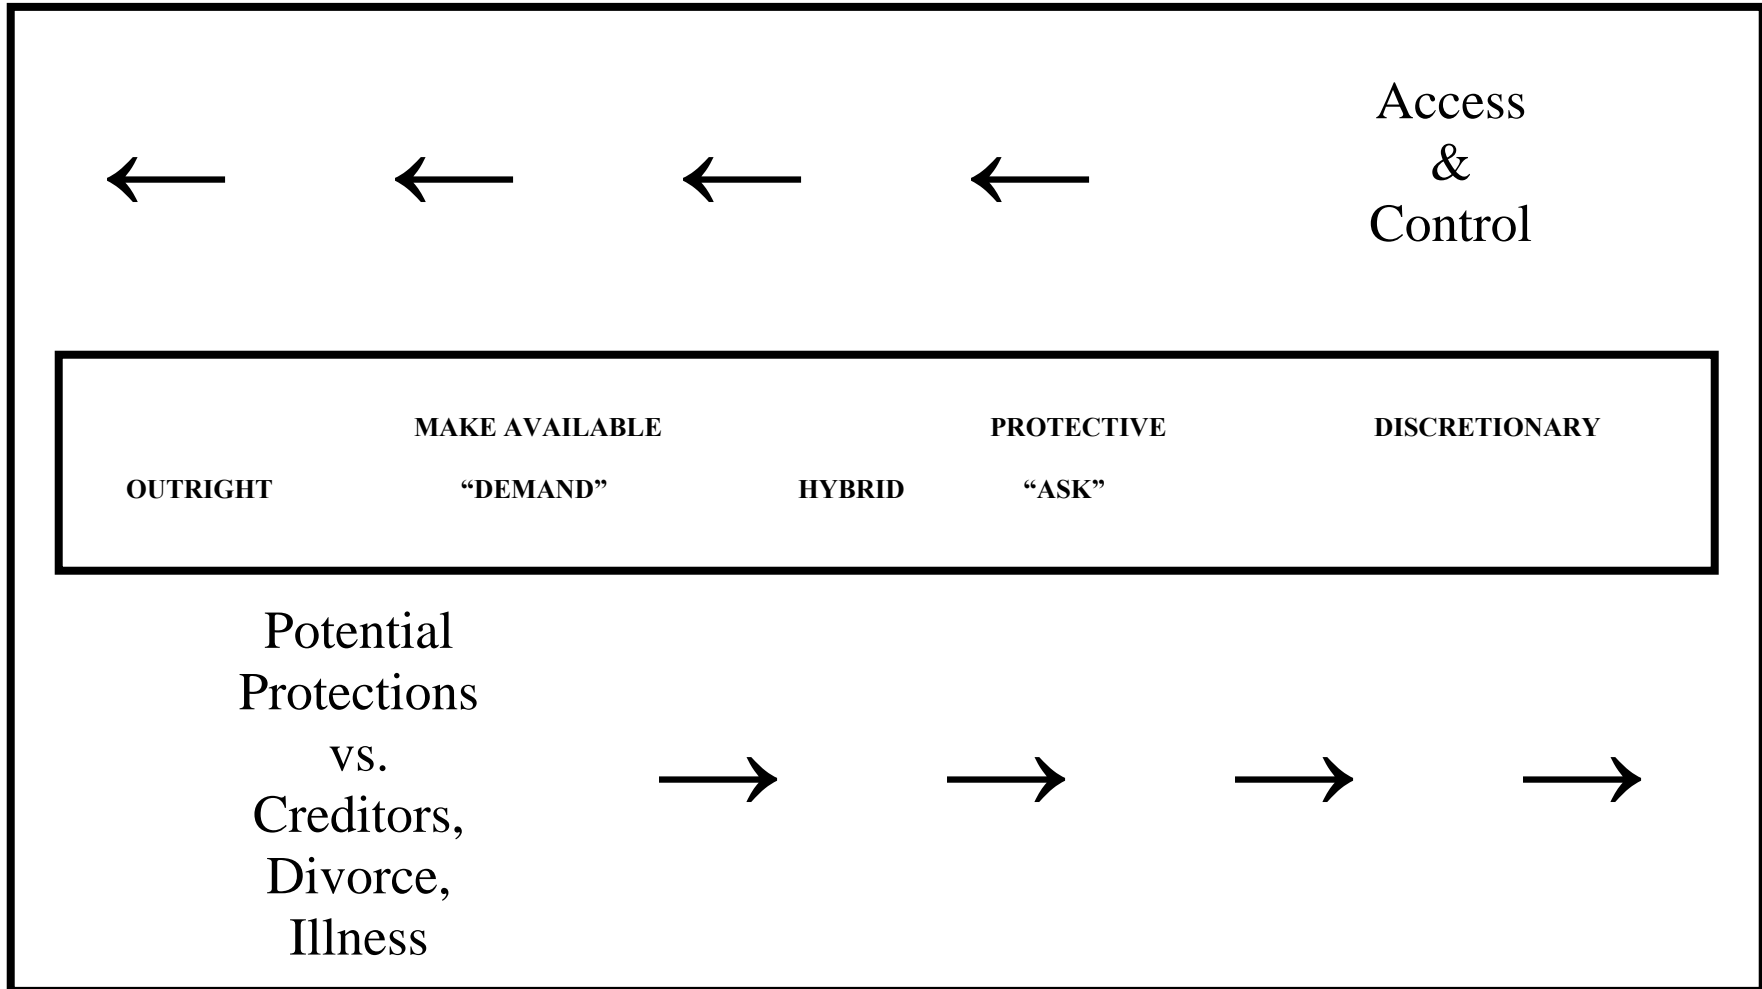 Access
&
Control
← ← ← ←
MAKE AVAILABLE PROTECTIVE DISCRETIONARY
OUTRIGHT “DEMAND” HYBRID “ASK”
Potential
Protections
vs.
Creditors,
Divorce,
Illness
→ → → →